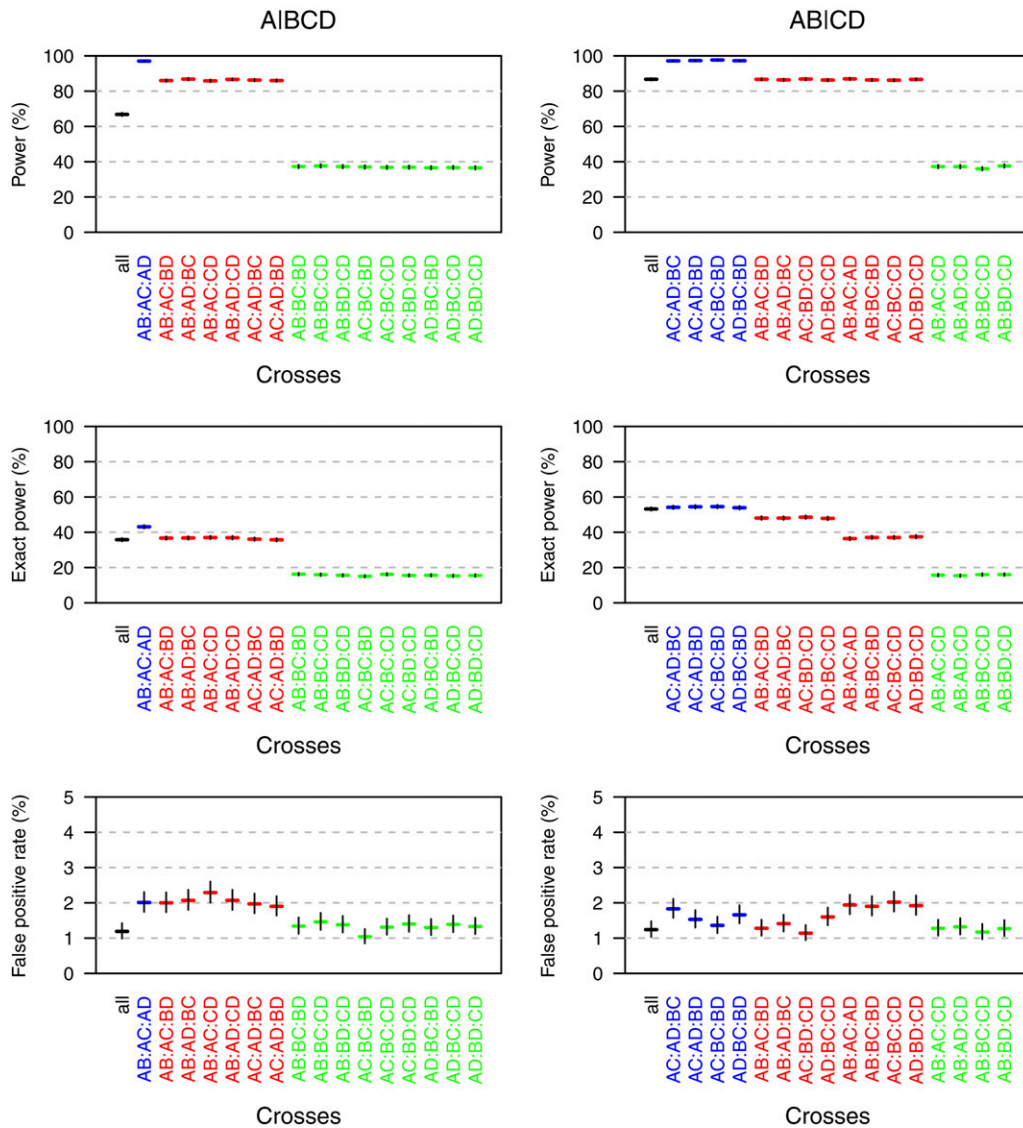 A|BCD
Power (%)
100
80
60
40
20
0
all
AB:AC:AD
AB:AC:BD
AB:AD:BC
AB:AC:CD
AB:AD:CD
AC:AD:BC
AC:AD:BD
AB:BC:BD
AB:BC:CD
AB:BD:CD
AC:BC:BD
AC:BC:CD
AC:BD:CD
AD:BC:BD
AD:BC:CD
AD:BD:CD
Crosses
AB|CD
Power (%)
100
80
60
40
20
0
all
AC:AD:BC
AC:AD:BD
AC:BC:BD
AD:BC:BD
AB:AC:BD
AB:AD:BC
AC:BD:CD
AD:BC:CD
AB:AC:AD
AB:BC:BD
AC:BC:CD
AD:BD:CD
AB:AC:CD
AB:AD:CD
AB:BC:CD
AB:BD:CD
Crosses
Exact power (%)
100
80
60
40
20
0
all
AB:AC:AD
AB:AC:BD
AB:AD:BC
AB:AC:CD
AB:AD:CD
AC:AD:BC
AC:AD:BD
AB:BC:BD
AB:BC:CD
AB:BD:CD
AC:BC:BD
AC:BC:CD
AC:BD:CD
AD:BC:BD
AD:BC:CD
AD:BD:CD
Crosses
Exact power (%)
100
80
60
40
20
0
all
AC:AD:BC
AC:AD:BD
AC:BC:BD
AD:BC:BD
AB:AC:BD
AB:AD:BC
AC:BD:CD
AD:BC:CD
AB:AC:AD
AB:BC:BD
AC:BC:CD
AD:BD:CD
AB:AC:CD
AB:AD:CD
AB:BC:CD
AB:BD:CD
Crosses
False positive rate (%)
5
4
3
2
1
0
all
AB:AC:AD
AB:AC:BD
AB:AD:BC
AB:AC:CD
AB:AD:CD
AC:AD:BC
AC:AD:BD
AB:BC:BD
AB:BC:CD
AB:BD:CD
AC:BC:BD
AC:BC:CD
AC:BD:CD
AD:BC:BD
AD:BC:CD
AD:BD:CD
Crosses
False positive rate (%)
5
4
3
2
1
0
all
AC:AD:BC
AC:AD:BD
AC:BC:BD
AD:BC:BD
AB:AC:BD
AB:AD:BC
AC:BD:CD
AD:BC:CD
AB:AC:AD
AB:BC:BD
AC:BC:CD
AD:BD:CD
AB:AC:CD
AB:AD:CD
AB:BC:CD
AB:BD:CD
Crosses